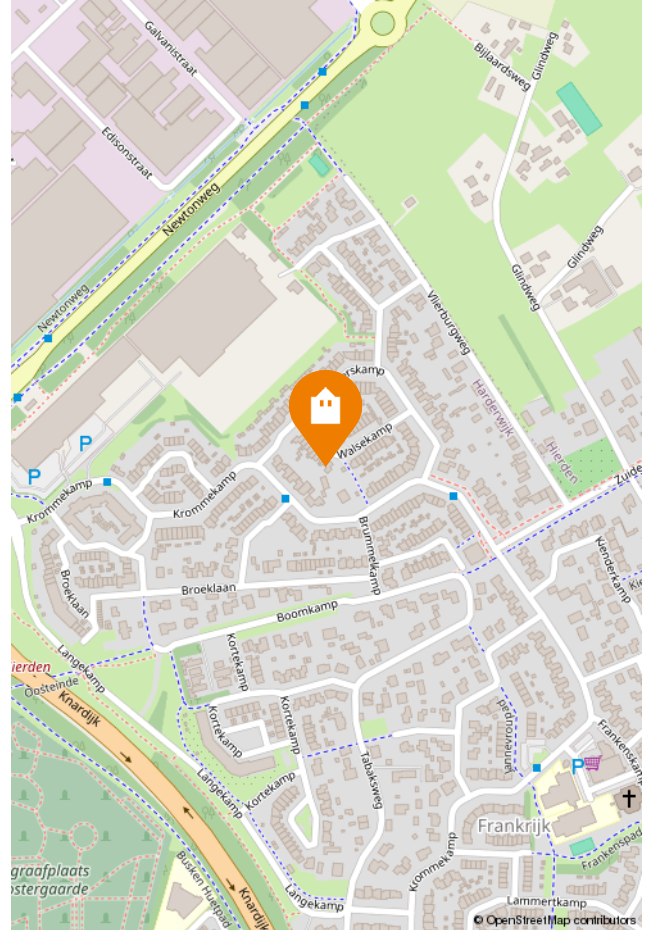 Galvanistraat
Glindweg
Bijlaardsweg
Edisonstraat
Newtonweg
Glindweg
Glindweg
Newtonweg
Vlierburgweg
rskamp
Harderwijk
Walsekamp
Hierden
P
P
Zuide
Krommekamp
Krommekamp
Brummelkamp
Kienderkamp
Broeklaan
Broeklaan
Boomkamp
Kortekamp
Langekamp
ierden
Oosteinde
Knardijk
Kortekamp
Kortekamp
Frankenskamp
P
Tabaksweg
Langekamp
Kortekamp
Krommekamp
Frankrijk
Frankenspad
graafplaats
ostergaarde
Busken Huetpad
Langekamp
Lammertkamp
Knardijk
© OpenStreetMap contributors